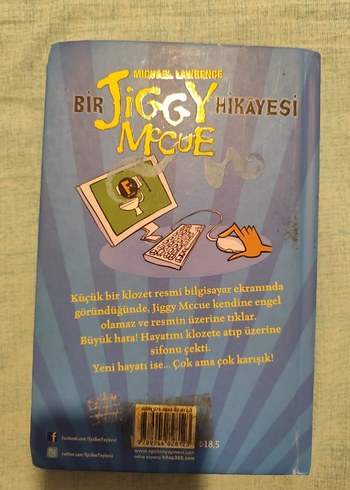 MICHAEL LAWRENCE
BİR JiGGY HİKAYESİ
McCUE
F
Küçük bir klozet resmi bilgisayar ekranında
göründüğünde, Jiggy Mccue kendine engel
olamaz ve resmin üzerine tıklar.
Büyük hata! Hayatını klozete atıp üzerine
sifonu çekti.
Yeni hayatı ise... Çok ama çok karışık!
18,5